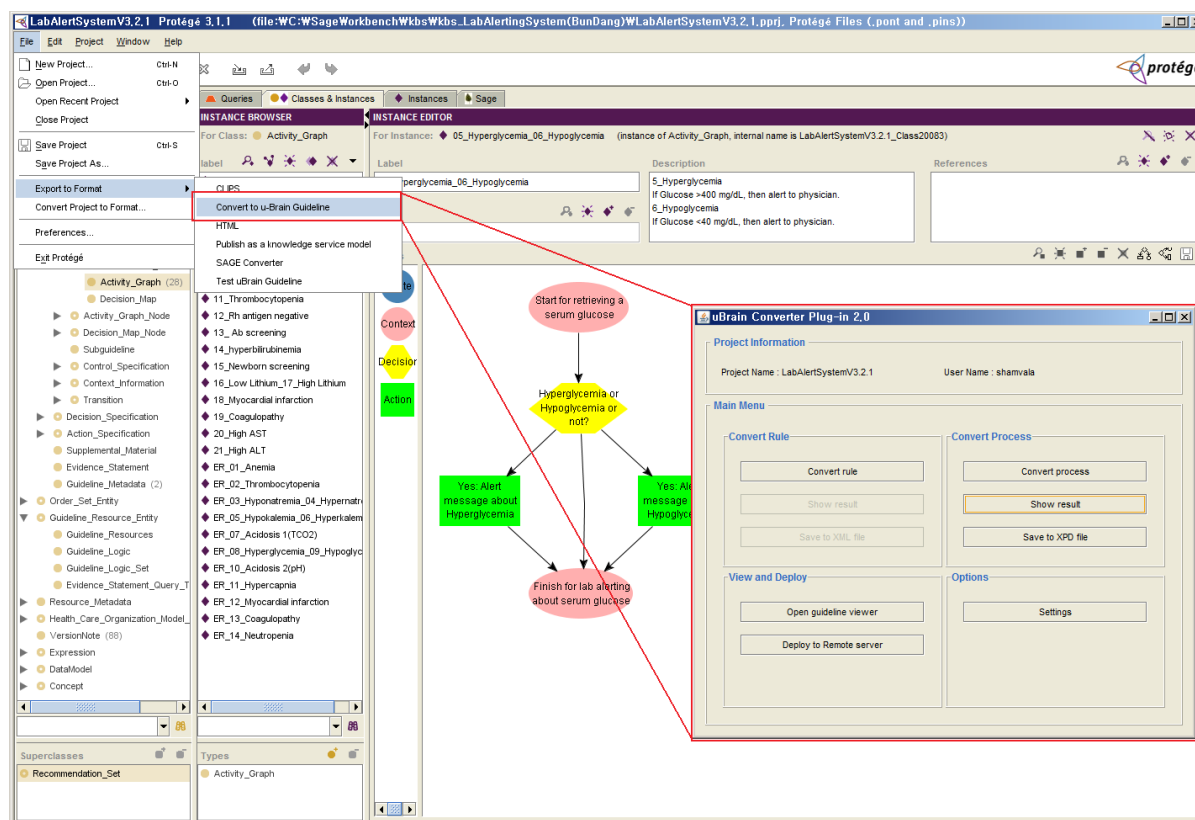 LabAlertSystemV3.2.1 Protégé 3.1.1 (file:₩C:₩SageWorkbench₩kbs₩kbs_LabAlertingSystem(BunDang)₩LabAlertSystemV3.2.1.pprj, Protégé Files (.pont and .pins))
File Edit Project Window Help
New Project... Ctrl-N
Open Project... Ctrl-O
Open Recent Project
Close Project
Save Project Ctrl-S
Save Project As...
Export to Format
Convert Project to Format...
Preferences...
Exit Protégé
CLIPS
Convert to u-Brain Guideline
HTML
Publish as a knowledge service model
SAGE Converter
Test uBrain Guideline
protégé
Queries Classes & Instances Instances Sage
INSTANCE BROWSER
For Class: Activity_Graph
label
INSTANCE EDITOR
For Instance: 05_Hyperglycemia_06_Hypoglycemia (instance of Activity_Graph, internal name is LabAlertSystemV3.2.1_Class20083)
Label Description References
perglycemia_06_Hypoglycemia
5_Hyperglycemia
If Glucose >400 mg/dL, then alert to physician.
6_Hypoglycemia
If Glucose <40 mg/dL, then alert to physician.
Activity_Graph (28)
Decision_Map
Activity_Graph_Node
Decision_Map_Node
Subguideline
Control_Specification
Context_Information
Transition
Decision_Specification
Action_Specification
Supplemental_Material
Evidence_Statement
Guideline_Metadata (2)
Order_Set_Entity
Guideline_Resource_Entity
Guideline_Resources
Guideline_Logic
Guideline_Logic_Set
Evidence_Statement_Query_T
Resource_Metadata
Health_Care_Organization_Model_
VersionNote (88)
Expression
DataModel
Concept
Superclasses
Recommendation_Set
11_Thrombocytopenia
12_Rh antigen negative
13_ Ab screening
14_hyperbilirubinemia
15_Newborn screening
16_Low Lithium_17_High Lithium
18_Myocardial infarction
19_Coagulopathy
20_High AST
21_High ALT
ER_01_Anemia
ER_02_Thrombocytopenia
ER_03_Hyponatremia_04_Hypernatre
ER_05_Hypokalemia_06_Hyperkalem
ER_07_Acidosis 1(TCO2)
ER_08_Hyperglycemia_09_Hypoglyc
ER_10_Acidosis 2(pH)
ER_11_Hypercapnia
ER_12_Myocardial infarction
ER_13_Coagulopathy
ER_14_Neutropenia
Types
Activity_Graph
Context
Decision
Action
Start for retrieving a
serum glucose
Hyperglycemia or
Hypoglycemia or
not?
Yes: Alert
message about
Hyperglycemia
Yes: Ale
message
Hypoglyce
Finish for lab alerting
about serum glucose
uBrain Converter Plug-in 2.0
Project Information
Project Name : LabAlertSystemV3.2.1 User Name : shamvala
Main Menu
Convert Rule
Convert rule
Show result
Save to XML file
Convert Process
Convert process
Show result
Save to XPD file
View and Deploy
Open guideline viewer
Deploy to Remote server
Options
Settings